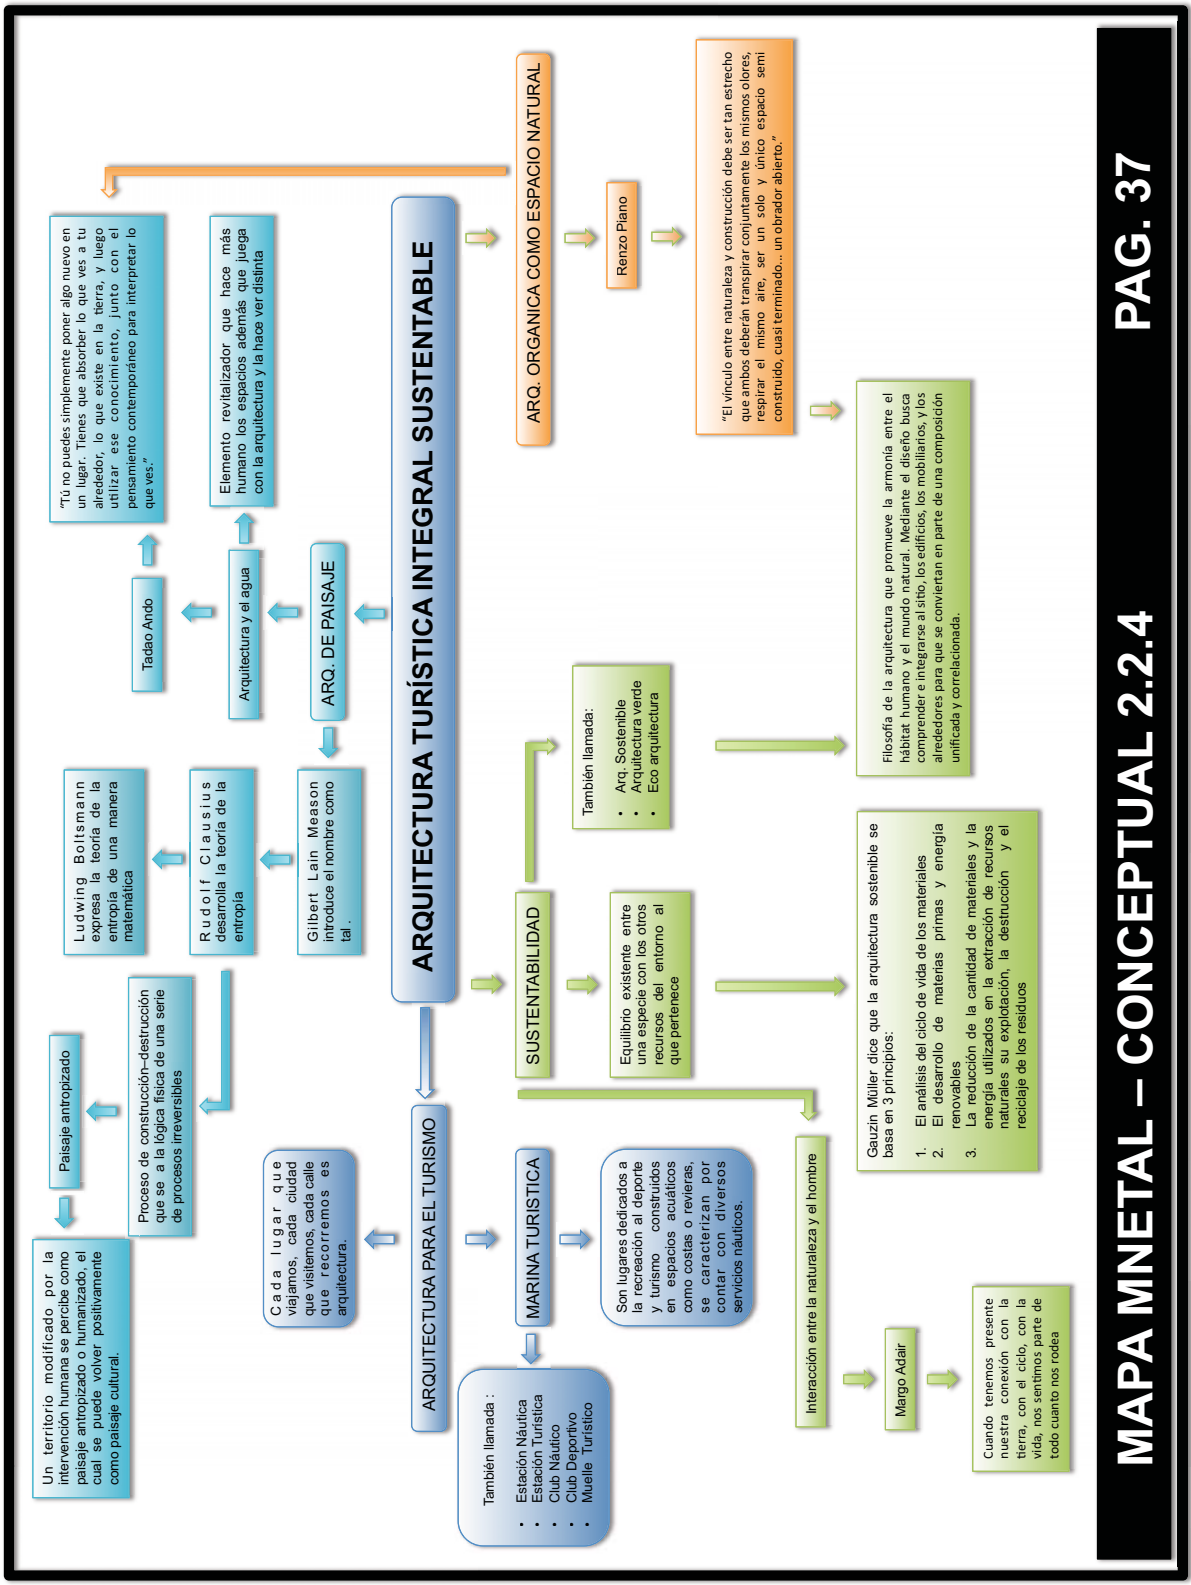 Un territorio modificado por la
intervención humana se percibe como
paisaje antropizado o humanizado, el
cual se puede volver positivamente
como paisaje cultural.
Paisaje antropizado
Proceso de construcción–destrucción
que se a la lógica física de una serie
de procesos irreversibles
Ludwing Boltsmann
expresa la teoría de la
entropía de una manera
matemática
Rudolf Clausius
desarrolla la teoría de la
entropía
Gilbert Lain Meason
introduce el nombre como
tal .
Tadao Ando
"Tú no puedes simplemente poner algo nuevo en
un lugar. Tienes que absorber lo que ves a tu
alrededor, lo que existe en la tierra, y luego
utilizar ese conocimiento, junto con el
pensamiento contemporáneo para interpretar lo
que ves."
Arquitectura y el agua
Elemento revitalizador que hace más
humano los espacios además que juega
con la arquitectura y la hace ver distinta
ARQ. DE PAISAJE
Cada lugar que
viajamos, cada ciudad
que visitemos, cada calle
que recorremos es
arquitectura.
ARQUITECTURA PARA EL TURISMO
ARQUITECTURA TURÍSTICA INTEGRAL SUSTENTABLE
También llamada :
• Estación Náutica
• Estación Turística
• Club Náutico
• Club Deportivo
• Muelle Turístico
MARINA TURISTICA
Son lugares dedicados a
la recreación al deporte
y turismo construidos
en espacios acuáticos
como costas o revieras,
se caracterizan por
contar con diversos
servicios náuticos.
SUSTENTABILIDAD
Equilibrio existente entre
una especie con los otros
recursos del entorno al
que pertenece
También llamada:
• Arq. Sostenible
• Arquitectura verde
• Eco arquitectura
ARQ. ORGANICA COMO ESPACIO NATURAL
Renzo Piano
"El vínculo entre naturaleza y construcción debe ser tan estrecho
que ambos deberán transpirar conjuntamente los mismos olores,
respirar el mismo aire, ser un solo y único espacio semi
construido, cuasi terminado... un obrador abierto."
Interacción entre la naturaleza y el hombre
Margo Adair
Cuando tenemos presente
nuestra conexión con la
tierra, con el ciclo, con la
vida, nos sentimos parte de
todo cuanto nos rodea
Gauzin Müller dice que la arquitectura sostenible se
basa en 3 principios:
1. El análisis del ciclo de vida de los materiales
2. El desarrollo de materias primas y energía
renovables
3. La reducción de la cantidad de materiales y la
energía utilizados en la extracción de recursos
naturales su explotación, la destrucción y el
reciclaje de los residuos
Filosofía de la arquitectura que promueve la armonía entre el
hábitat humano y el mundo natural. Mediante el diseño busca
comprender e integrarse al sitio, los edificios, los mobiliarios, y los
alrededores para que se conviertan en parte de una composición
unificada y correlacionada.
MAPA MNETAL – CONCEPTUAL 2.2.4 PAG. 37